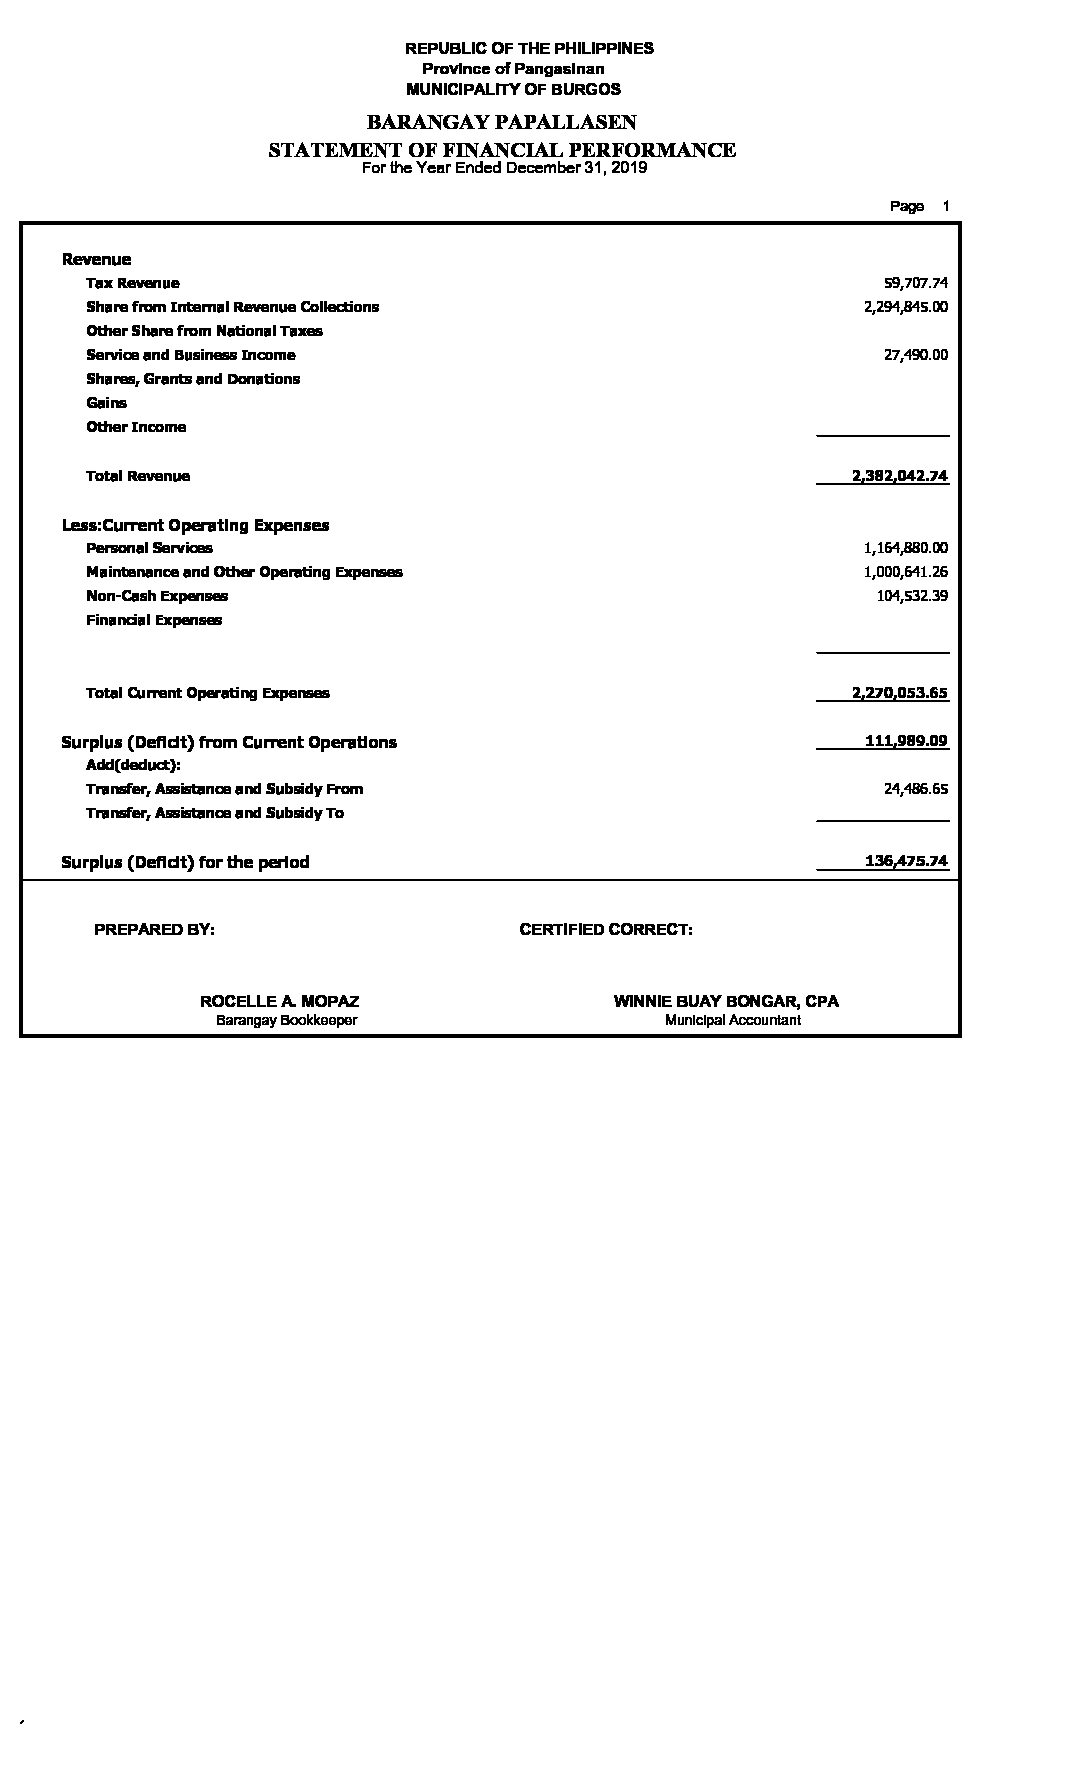 REPUBLIC OF THE PHILIPPINES
Province of Pangasinan
MUNICIPALITY OF BURGOS
BARANGAY PAPALLASEN
STATEMENT OF FINANCIAL PERFORMANCE
For the Year Ended December 31, 2019
Page 1
Revenue
Tax Revenue 59,707.74
Share from Internal Revenue Collections 2,294,845.00
Other Share from National Taxes
Service and Business Income 27,490.00
Shares, Grants and Donations
Gains
Other Income
Total Revenue 2,382,042.74
Less:Current Operating Expenses
Personal Services 1,164,880.00
Maintenance and Other Operating Expenses 1,000,641.26
Non-Cash Expenses 104,532.39
Financial Expenses
Total Current Operating Expenses 2,270,053.65
Surplus (Deficit) from Current Operations 111,989.09
Add(deduct):
Transfer, Assistance and Subsidy From 24,486.65
Transfer, Assistance and Subsidy To
Surplus (Deficit) for the period 136,475.74
PREPARED BY: CERTIFIED CORRECT:
ROCELLE A. MOPAZ WINNIE BUAY BONGAR, CPA
Barangay Bookkeeper Municipal Accountant